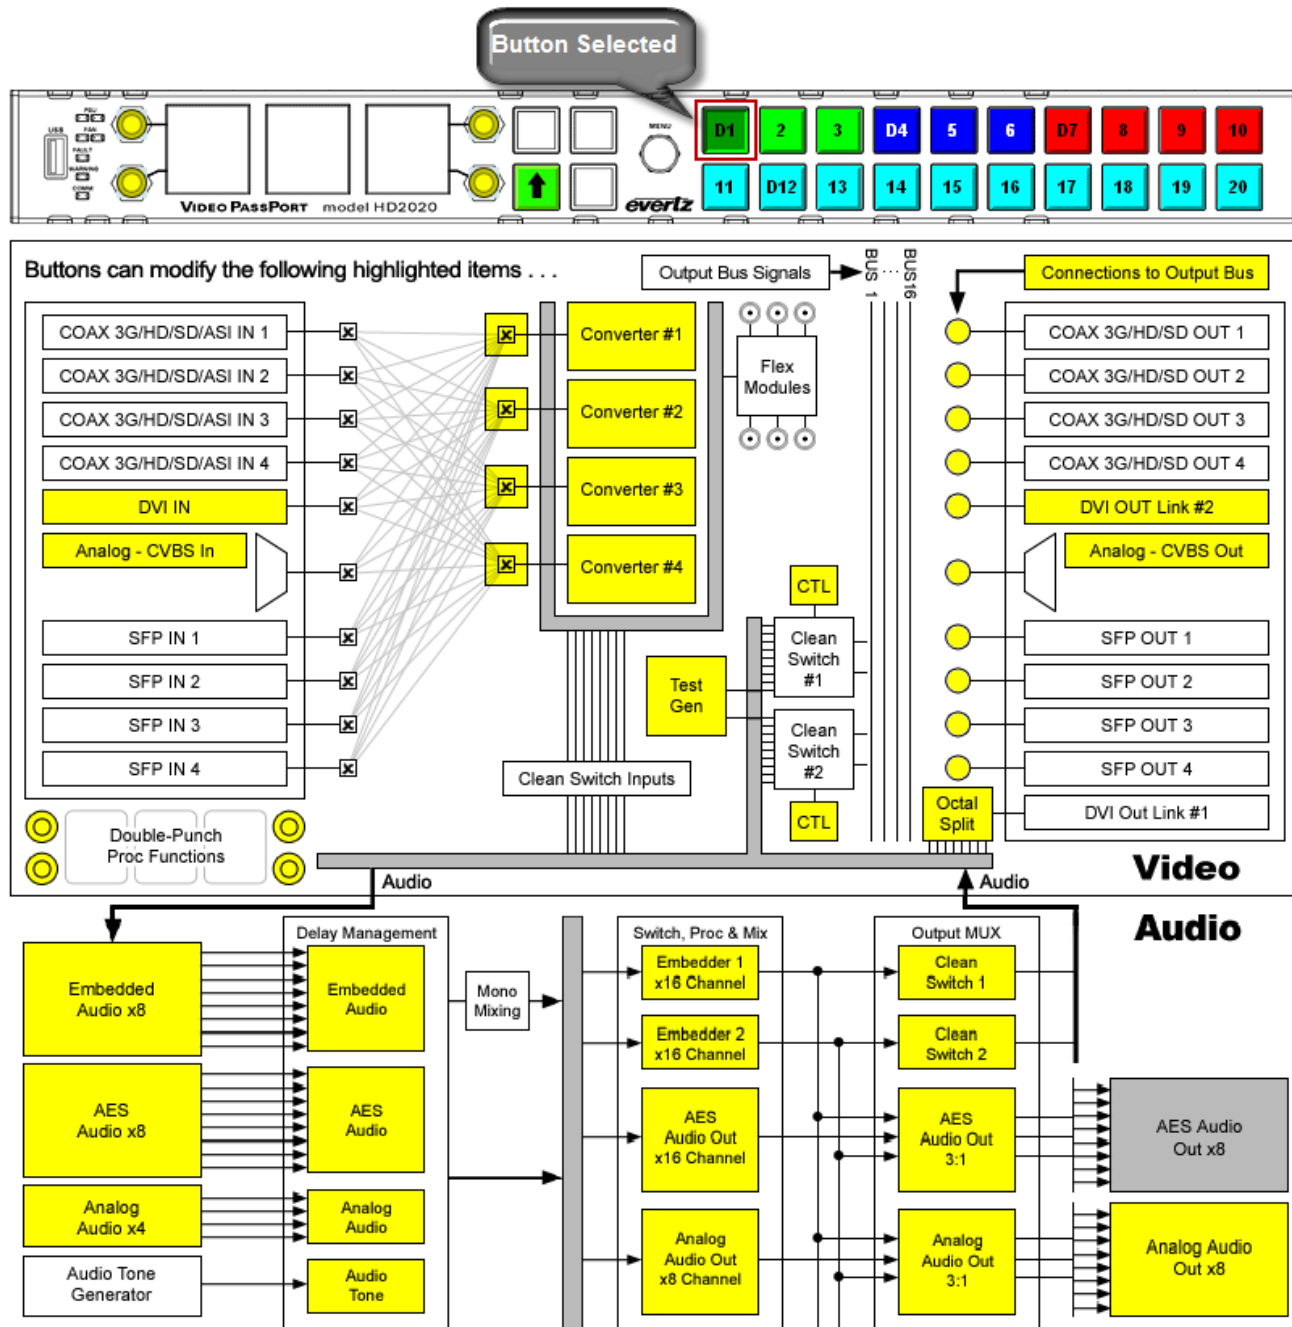 Button Selected
PSU
FAN
USB
FAULT
WARNING
COMM
VIDEO PASSPORT model HD2020
MENU
evertz
D1 2 3 D4 5 6 D7 8 9 10
11 D12 13 14 15 16 17 18 19 20
Buttons can modify the following highlighted items . . .
Output Bus Signals
BUS 1 ... BUS16
Connections to Output Bus
COAX 3G/HD/SD/ASI IN 1
COAX 3G/HD/SD/ASI IN 2
COAX 3G/HD/SD/ASI IN 3
COAX 3G/HD/SD/ASI IN 4
DVI IN
Analog - CVBS In
SFP IN 1
SFP IN 2
SFP IN 3
SFP IN 4
Double-Punch
Proc Functions
Converter #1
Converter #2
Converter #3
Converter #4
Flex
Modules
CTL
Clean
Switch
#1
Test
Gen
Clean
Switch
#2
CTL
Clean Switch Inputs
COAX 3G/HD/SD OUT 1
COAX 3G/HD/SD OUT 2
COAX 3G/HD/SD OUT 3
COAX 3G/HD/SD OUT 4
DVI OUT Link #2
Analog - CVBS Out
SFP OUT 1
SFP OUT 2
SFP OUT 3
SFP OUT 4
Octal
Split
DVI Out Link #1
Video
Audio
Audio
Audio
Embedded
Audio x8
AES
Audio x8
Analog
Audio x4
Audio Tone
Generator
Delay Management
Embedded
Audio
AES
Audio
Analog
Audio
Audio
Tone
Mono
Mixing
Switch, Proc & Mix
Embedder 1
x16 Channel
Embedder 2
x16 Channel
AES
Audio Out
x16 Channel
Analog
Audio Out
x8 Channel
Output MUX
Clean
Switch 1
Clean
Switch 2
AES
Audio Out
3:1
Analog
Audio Out
3:1
AES Audio
Out x8
Analog Audio
Out x8